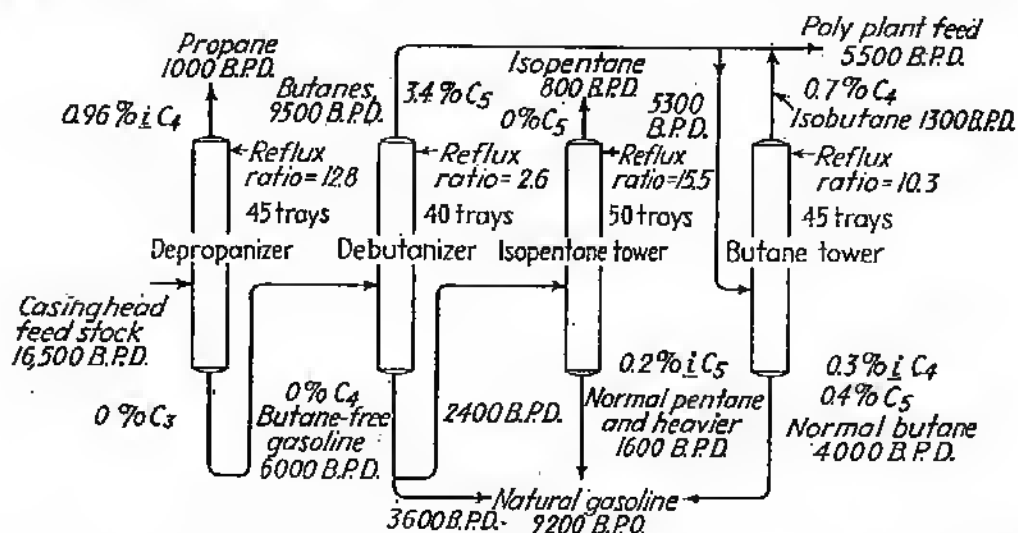 Propane
1000 B.P.D.
0.96% i C4
Reflux
ratio=12.8
45 trays
Depropanizer
Casinghead
feed stock
16,500 B.P.D.
0% C3
Butanes,
9500 B.P.D.
3.4% C5
Reflux
ratio=2.6
40 trays
Debutanizer
0% C4
Butane-free
gasoline
6000 B.P.D.
2400 B.P.D.
Isopentane
800 B.P.D.
0% C5
Reflux
ratio=15.5
50 trays
Isopentane tower
0.2% i C5
Normal pentane
and heavier
1600 B.P.D.
5300
B.P.D.
Poly plant feed
5500 B.P.D.
0.7% C4
Isobutane 1300 B.P.D.
Reflux
ratio=10.3
45 trays
Butane tower
0.3% i C4
0.4% C5
Normal butane
4000 B.P.D.
3600 B.P.D.
Natural gasoline
9200 B.P.D.